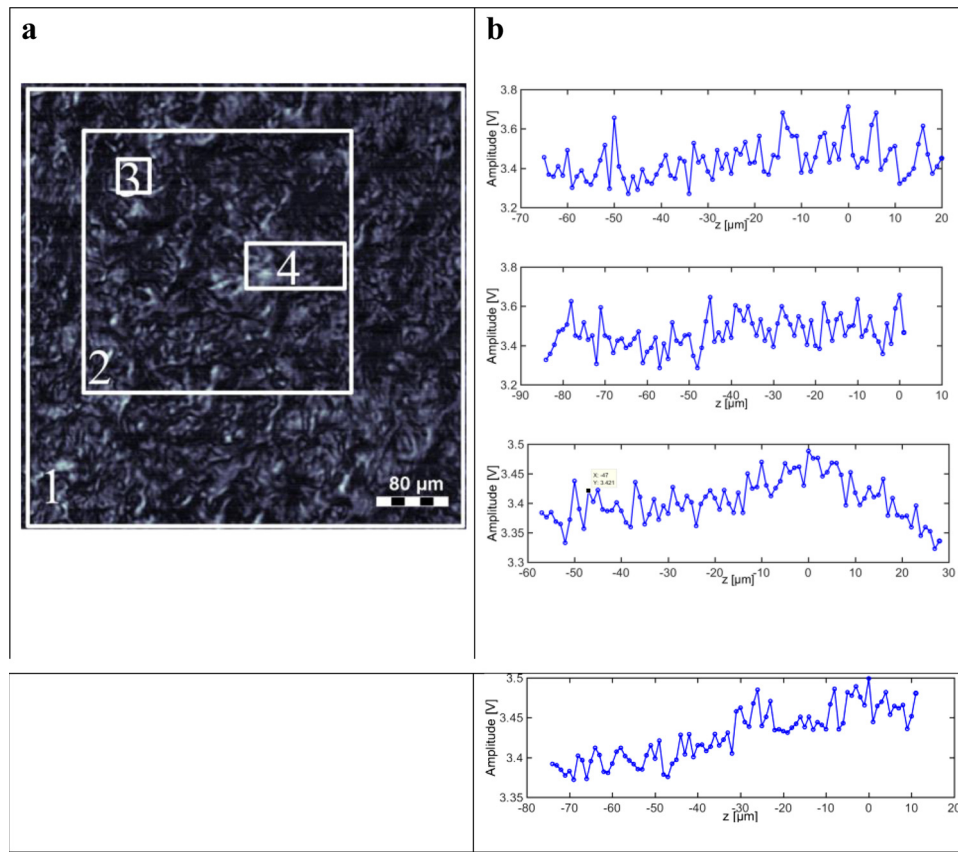 a
b
3
4
2
1
80 µm
Amplitude [V]
3.8
3.6
3.4
3.2
-70 -60 -50 -40 -30 -20 -10 0 10 20
z [µm]
Amplitude [V]
3.8
3.6
3.4
3.2
-90 -80 -70 -60 -50 -40 -30 -20 -10 0 10
z [µm]
Amplitude [V]
3.5
3.45
3.4
3.35
3.3
X: -47
Y: 3.421
-60 -50 -40 -30 -20 -10 0 10 20 30
z [µm]
Amplitude [V]
3.5
3.45
3.4
3.35
-80 -70 -60 -50 -40 -30 -20 -10 0 10 20
z [µm]